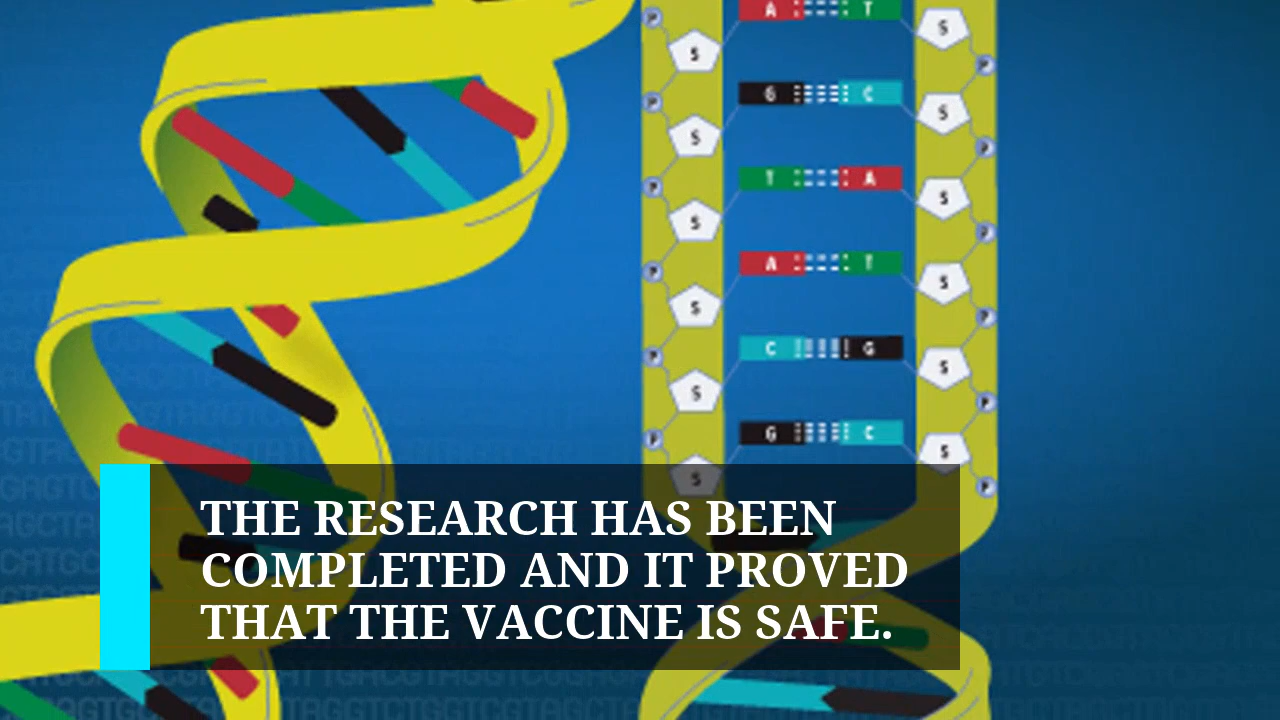 A T
S S
P P
G C
P S
S P
P T A
S S
P P
A T
P S
S P
P C G
S S
P P
G C
P S
S P
THE RESEARCH HAS BEEN
COMPLETED AND IT PROVED
THAT THE VACCINE IS SAFE.